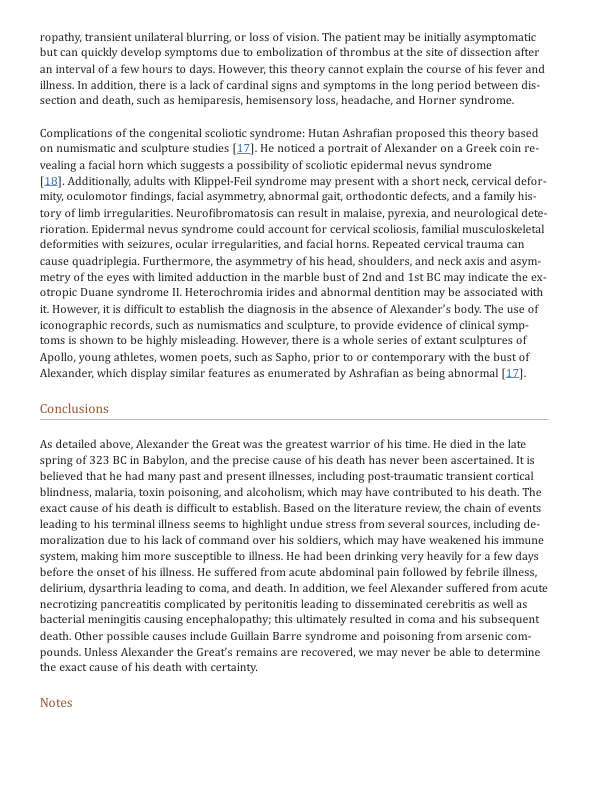 ropathy, transient unilateral blurring, or loss of vision. The patient may be initially asymptomatic
but can quickly develop symptoms due to embolization of thrombus at the site of dissection after
an interval of a few hours to days. However, this theory cannot explain the course of his fever and
illness. In addition, there is a lack of cardinal signs and symptoms in the long period between dis-
section and death, such as hemiparesis, hemisensory loss, headache, and Horner syndrome.
Complications of the congenital scoliotic syndrome: Hutan Ashrafian proposed this theory based
on numismatic and sculpture studies [17]. He noticed a portrait of Alexander on a Greek coin re-
vealing a facial horn which suggests a possibility of scoliotic epidermal nevus syndrome
[18]. Additionally, adults with Klippel-Feil syndrome may present with a short neck, cervical defor-
mity, oculomotor findings, facial asymmetry, abnormal gait, orthodontic defects, and a family his-
tory of limb irregularities. Neurofibromatosis can result in malaise, pyrexia, and neurological dete-
rioration. Epidermal nevus syndrome could account for cervical scoliosis, familial musculoskeletal
deformities with seizures, ocular irregularities, and facial horns. Repeated cervical trauma can
cause quadriplegia. Furthermore, the asymmetry of his head, shoulders, and neck axis and asym-
metry of the eyes with limited adduction in the marble bust of 2nd and 1st BC may indicate the ex-
otropic Duane syndrome II. Heterochromia irides and abnormal dentition may be associated with
it. However, it is difficult to establish the diagnosis in the absence of Alexander's body. The use of
iconographic records, such as numismatics and sculpture, to provide evidence of clinical symp-
toms is shown to be highly misleading. However, there is a whole series of extant sculptures of
Apollo, young athletes, women poets, such as Sapho, prior to or contemporary with the bust of
Alexander, which display similar features as enumerated by Ashrafian as being abnormal [17].
Conclusions
As detailed above, Alexander the Great was the greatest warrior of his time. He died in the late
spring of 323 BC in Babylon, and the precise cause of his death has never been ascertained. It is
believed that he had many past and present illnesses, including post-traumatic transient cortical
blindness, malaria, toxin poisoning, and alcoholism, which may have contributed to his death. The
exact cause of his death is difficult to establish. Based on the literature review, the chain of events
leading to his terminal illness seems to highlight undue stress from several sources, including de-
moralization due to his lack of command over his soldiers, which may have weakened his immune
system, making him more susceptible to illness. He had been drinking very heavily for a few days
before the onset of his illness. He suffered from acute abdominal pain followed by febrile illness,
delirium, dysarthria leading to coma, and death. In addition, we feel Alexander suffered from acute
necrotizing pancreatitis complicated by peritonitis leading to disseminated cerebritis as well as
bacterial meningitis causing encephalopathy; this ultimately resulted in coma and his subsequent
death. Other possible causes include Guillain Barre syndrome and poisoning from arsenic com-
pounds. Unless Alexander the Great's remains are recovered, we may never be able to determine
the exact cause of his death with certainty.
Notes